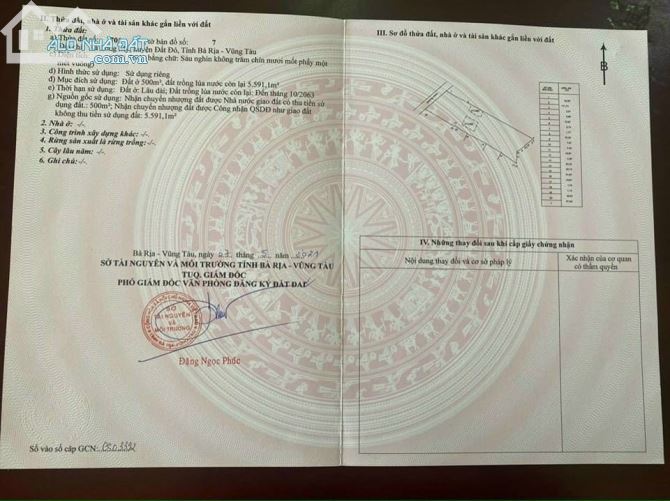 ALO NHÀ ĐẤT
alonhadat.com.vn
II. Thửa đất, nhà ở và tài sản khác gắn liền với đất
1. Thửa đất:
a) Thửa đất số: tờ bản đồ số: 7
huyện Đất Đỏ, Tỉnh Bà Rịa - Vũng Tàu
c) Diện tích: bằng chữ: Sáu nghìn không trăm chín mươi mốt phẩy một mét vuông)
d) Hình thức sử dụng: Sử dụng riêng
đ) Mục đích sử dụng: Đất ở 500m², đất trồng lúa nước còn lại 5.591,1m²
e) Thời hạn sử dụng: Đất ở: Lâu dài; Đất trồng lúa nước còn lại: Đến tháng 10/2063
g) Nguồn gốc sử dụng: Nhận chuyển nhượng đất được Nhà nước giao đất có thu tiền sử
dụng đất: 500m²; Nhận chuyển nhượng đất được Công nhận QSDĐ như giao đất
không thu tiền sử dụng đất: 5.591,1m²
2. Nhà ở: -/-
3. Công trình xây dựng khác: -/-
4. Rừng sản xuất là rừng trồng: -/-
5. Cây lâu năm: -/-
6. Ghi chú: -/-
Bà Rịa - Vũng Tàu, ngày 23 tháng năm
SỞ TÀI NGUYÊN VÀ MÔI TRƯỜNG TỈNH BÀ RỊA - VŨNG TÀU
TUQ. GIÁM ĐỐC
PHÓ GIÁM ĐỐC VĂN PHÒNG ĐĂNG KÝ ĐẤT ĐAI
SỞ
TÀI NGUYÊN
VÀ
MÔI TRƯỜNG
Đặng Ngọc Phúc
Số vào sổ cấp GCN:
III. Sơ đồ thửa đất, nhà ở và tài sản khác gắn liền với đất
B
IV. Những thay đổi sau khi cấp giấy chứng nhận
Nội dung thay đổi và cơ sở pháp lý
Xác nhận của cơ quan
có thẩm quyền